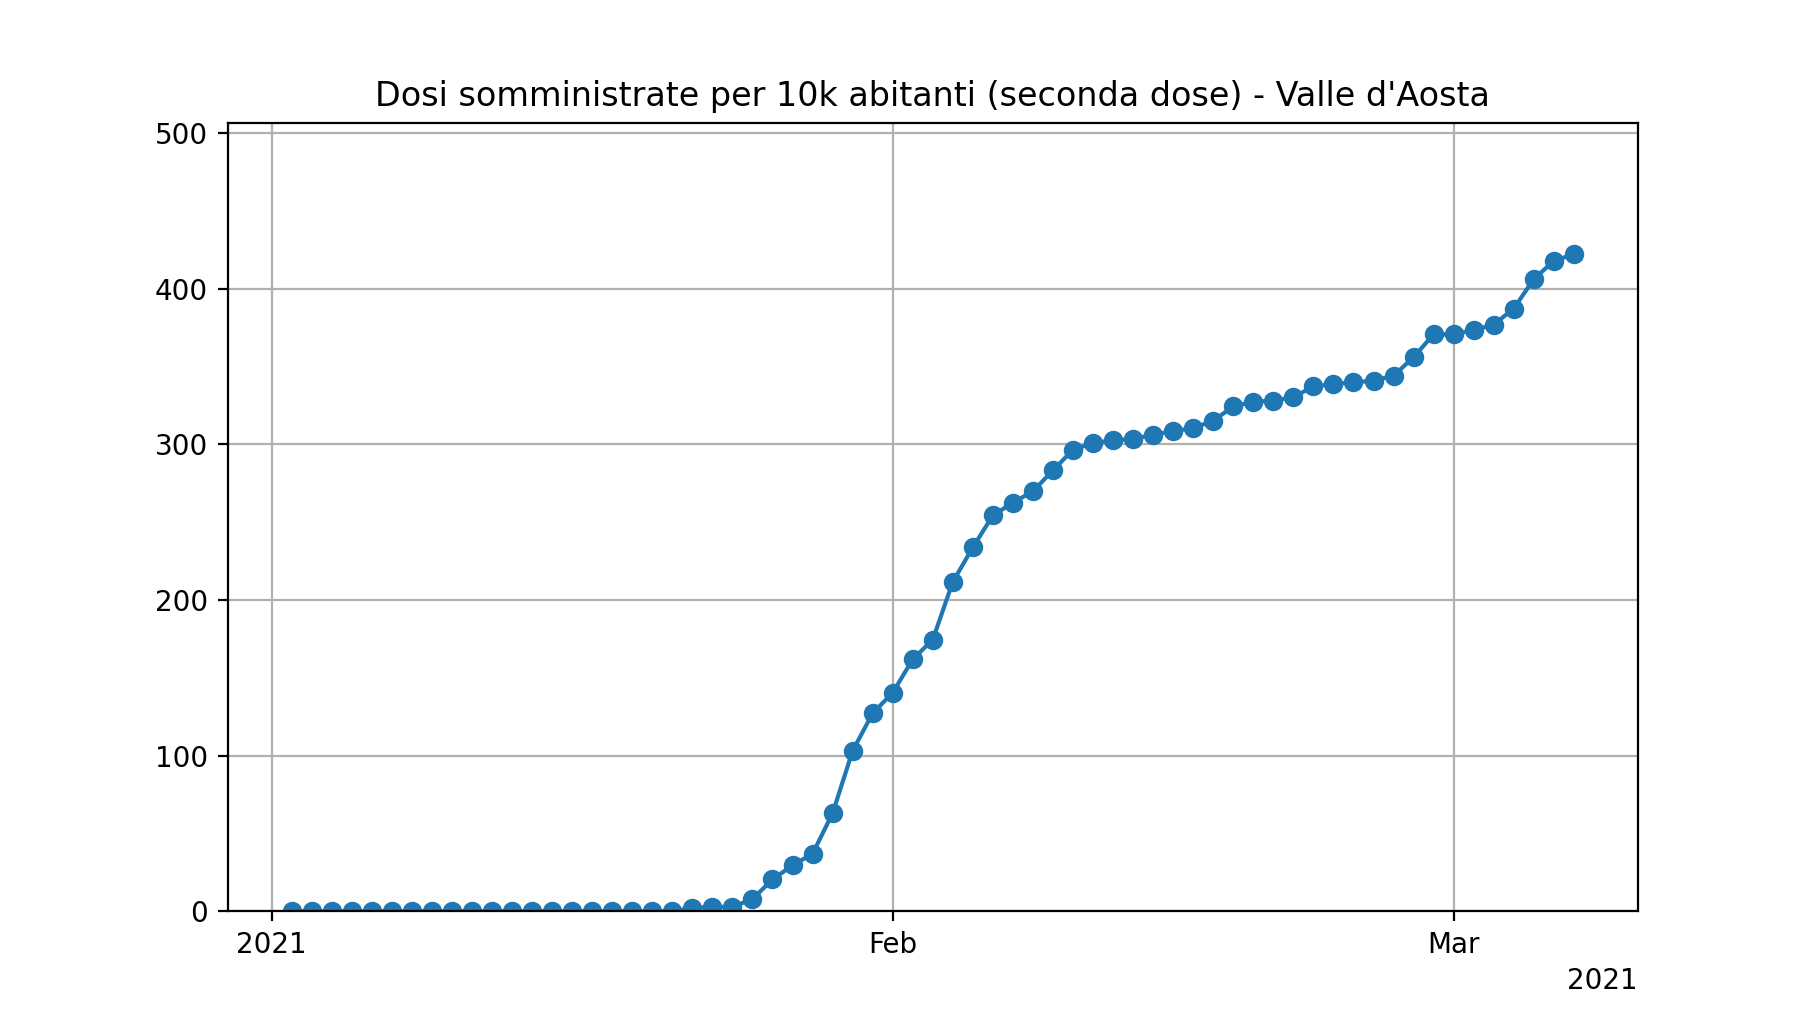 Dosi somministrate per 10k abitanti (seconda dose) - Valle d'Aosta
500
400
300
200
100
0
2021
Feb
Mar
2021